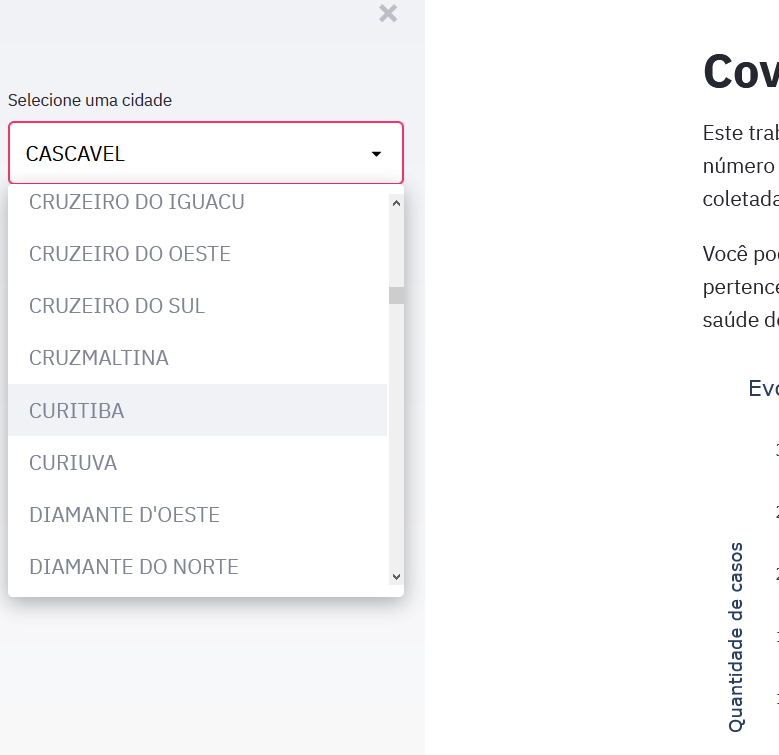 Selecione uma cidade
CASCAVEL
CRUZEIRO DO IGUACU
CRUZEIRO DO OESTE
CRUZEIRO DO SUL
CRUZMALTINA
CURITIBA
CURIUVA
DIAMANTE D'OESTE
DIAMANTE DO NORTE
Cov
Este tra
número
coletada
Você po
pertence
saúde d
Evo
Quantidade de casos